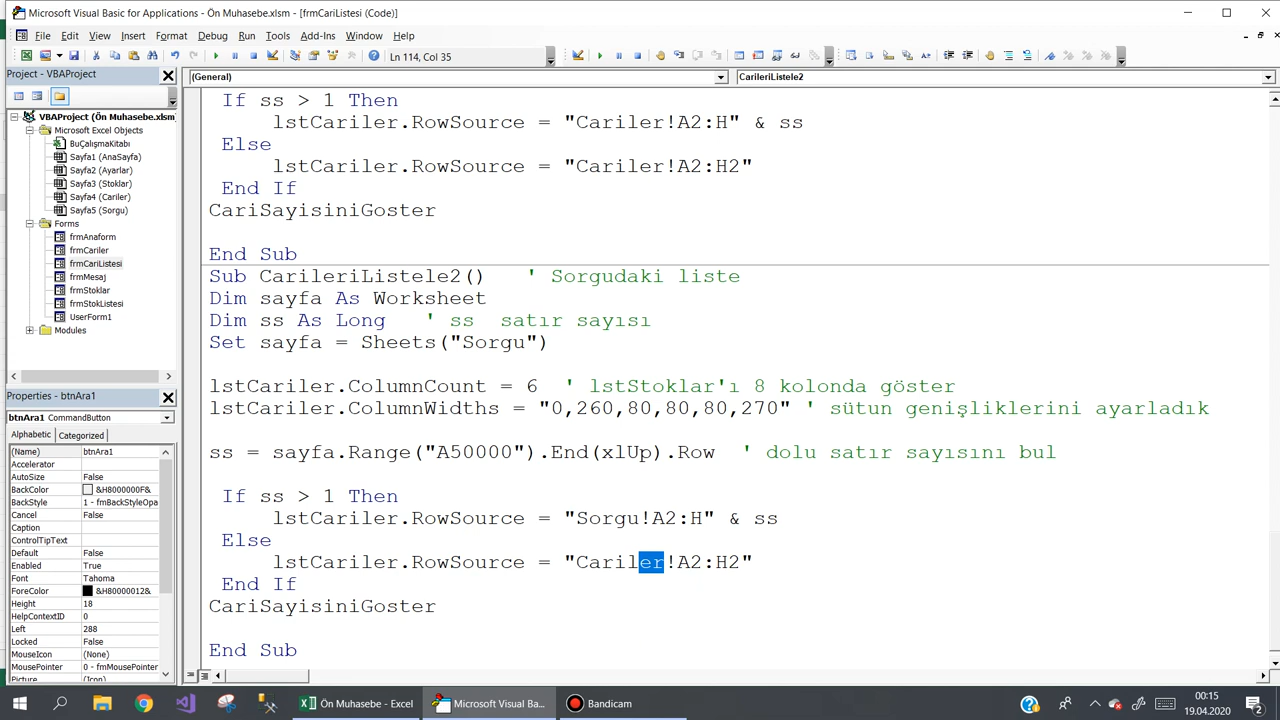 Microsoft Visual Basic for Applications - Ön Muhasebe.xlsm - [frmCariListesi (Code)]
File Edit View Insert Format Debug Run Tools Add-Ins Window Help
Ln 114, Col 35
Project - VBAProject
(General)
CarileriListele2
VBAProject (Ön Muhasebe.xlsm)
Microsoft Excel Objects
BuÇalışmaKitabı
Sayfa1 (AnaSayfa)
Sayfa2 (Ayarlar)
Sayfa3 (Stoklar)
Sayfa4 (Cariler)
Sayfa5 (Sorgu)
Forms
frmAnaform
frmCariler
frmCariListesi
frmMesaj
frmStoklar
frmStokListesi
UserForm1
Modules
Properties - btnAra1
btnAra1 CommandButton
Alphabetic Categorized
(Name) btnAra1
Accelerator
AutoSize False
BackColor &H8000000F&
BackStyle 1 - fmBackStyleOpa
Cancel False
Caption
ControlTipText
Default False
Enabled True
Font Tahoma
ForeColor &H80000012&
Height 18
HelpContextID 0
Left 288
Locked False
MouseIcon (None)
MousePointer 0 - fmMousePointer
Picture (Icon)
If ss > 1 Then
lstCariler.RowSource = "Cariler!A2:H" & ss
Else
lstCariler.RowSource = "Cariler!A2:H2"
End If
CariSayisiniGoster
End Sub
Sub CarileriListele2() ' Sorgudaki liste
Dim sayfa As Worksheet
Dim ss As Long ' ss satır sayısı
Set sayfa = Sheets("Sorgu")
lstCariler.ColumnCount = 6 ' lstStoklar'ı 8 kolonda göster
lstCariler.ColumnWidths = "0,260,80,80,80,270" ' sütun genişliklerini ayarladık
ss = sayfa.Range("A50000").End(xlUp).Row ' dolu satır sayısını bul
If ss > 1 Then
lstCariler.RowSource = "Sorgu!A2:H" & ss
Else
lstCariler.RowSource = "Cariler!A2:H2"
End If
CariSayisiniGoster
End Sub
Ön Muhasebe - Excel
Microsoft Visual Bas...
Bandicam
00:15
19.04.2020
2